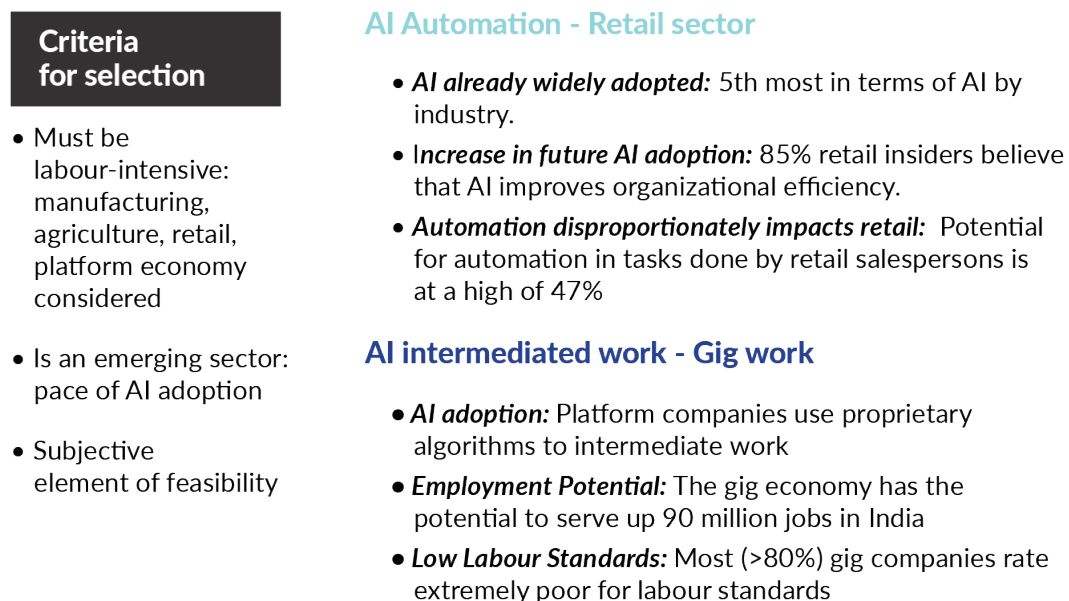 Criteria
for selection
• Must be
labour-intensive:
manufacturing,
agriculture, retail,
platform economy
considered
• Is an emerging sector:
pace of AI adoption
• Subjective
element of feasibility
AI Automation - Retail sector
• AI already widely adopted: 5th most in terms of AI by
industry.
• Increase in future AI adoption: 85% retail insiders believe
that AI improves organizational efficiency.
• Automation disproportionately impacts retail: Potential
for automation in tasks done by retail salespersons is
at a high of 47%
AI intermediated work - Gig work
• AI adoption: Platform companies use proprietary
algorithms to intermediate work
• Employment Potential: The gig economy has the
potential to serve up 90 million jobs in India
• Low Labour Standards: Most (>80%) gig companies rate
extremely poor for labour standards